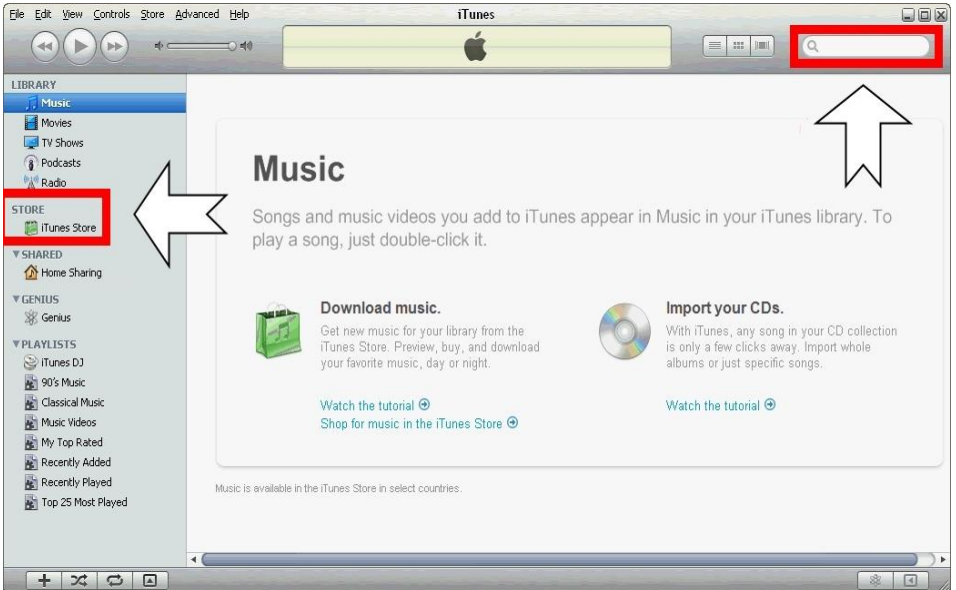 File Edit View Controls Store Advanced Help
iTunes
LIBRARY
Music
Movies
TV Shows
Podcasts
Radio
STORE
iTunes Store
SHARED
Home Sharing
GENIUS
Genius
PLAYLISTS
iTunes DJ
90's Music
Classical Music
Music Videos
My Top Rated
Recently Added
Recently Played
Top 25 Most Played
Music
Songs and music videos you add to iTunes appear in Music in your iTunes library. To
play a song, just double-click it.
Download music.
Get new music for your library from the
iTunes Store. Preview, buy, and download
your favorite music, day or night.
Watch the tutorial
Shop for music in the iTunes Store
Import your CDs.
With iTunes, any song in your CD collection
is only a few clicks away. Import whole
albums or just specific songs.
Watch the tutorial
Music is available in the iTunes Store in select countries.